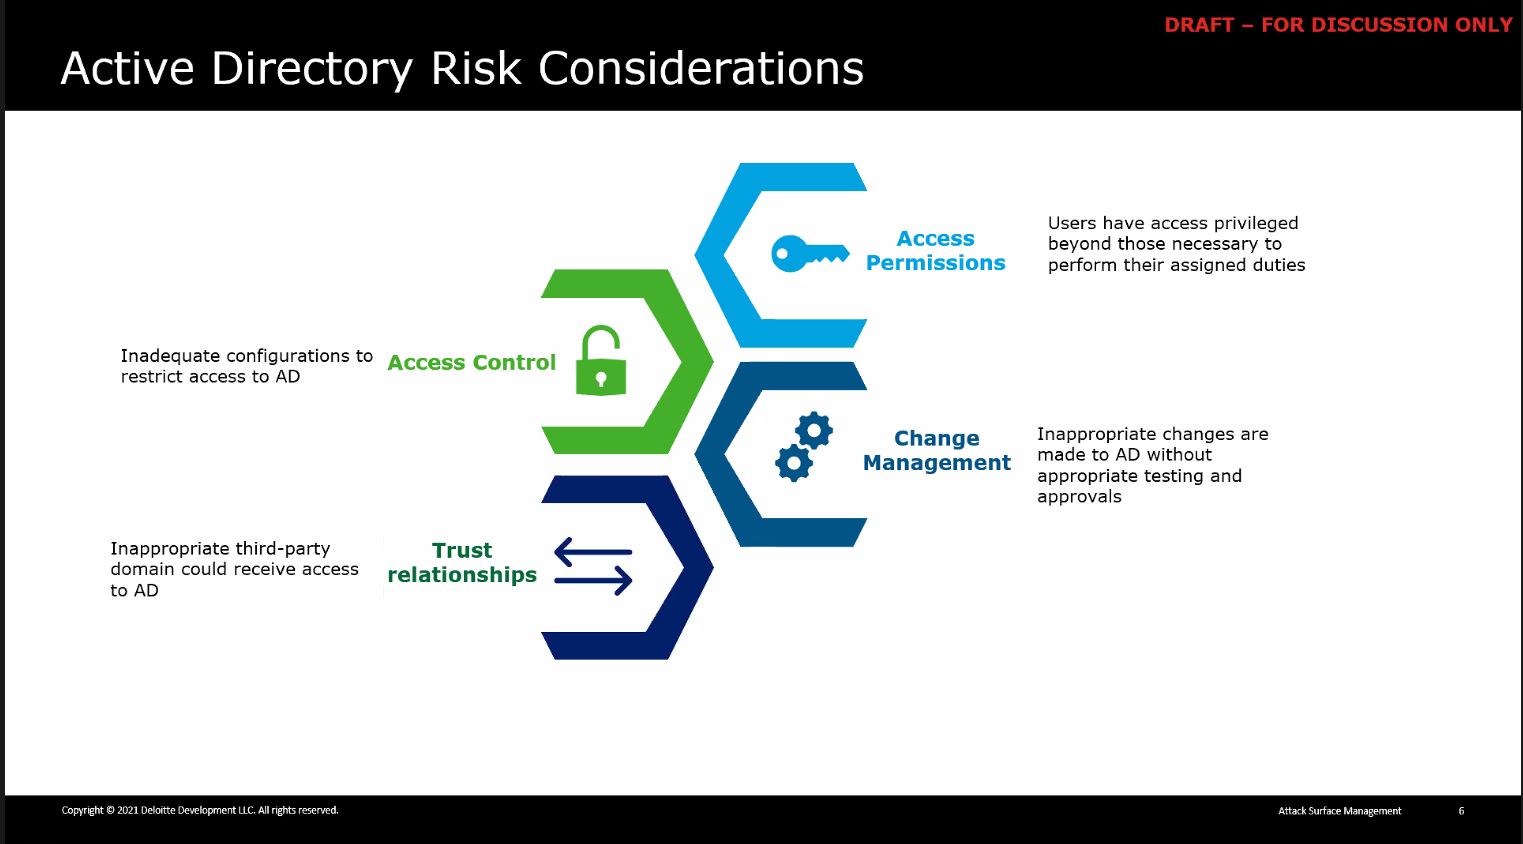 DRAFT – FOR DISCUSSION ONLY
Active Directory Risk Considerations
Access
Permissions
Users have access privileged
beyond those necessary to
perform their assigned duties
Inadequate configurations to
restrict access to AD
Access Control
Change
Management
Inappropriate changes are
made to AD without
appropriate testing and
approvals
Inappropriate third-party
domain could receive access
to AD
Trust
relationships
Copyright © 2021 Deloitte Development LLC. All rights reserved.
Attack Surface Management
6